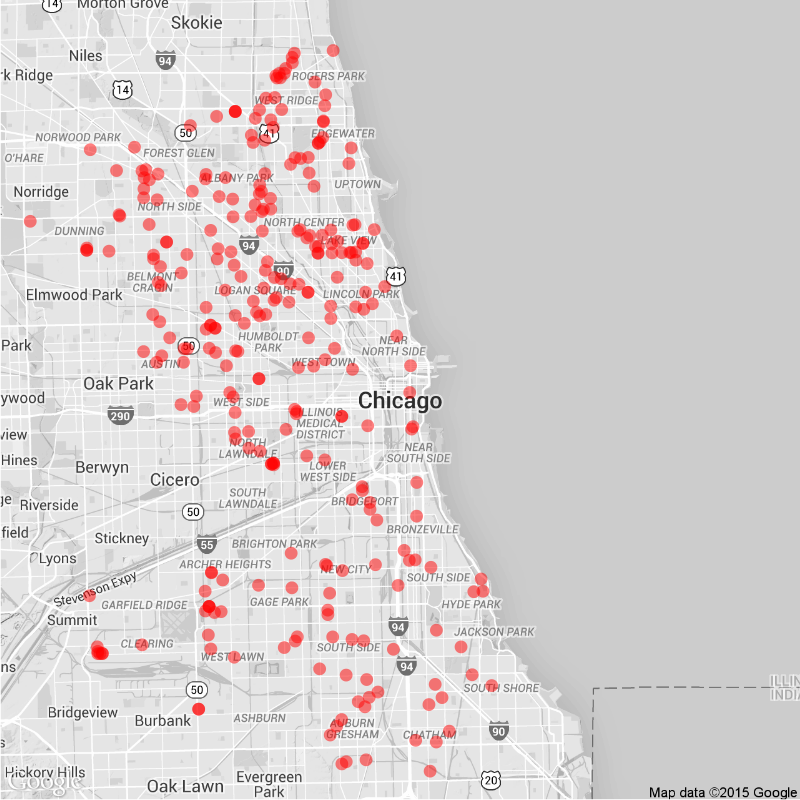 14
Morton Grove
Skokie
Niles
94
rk Ridge
ROGERS PARK
14
WEST RIDGE
50
41
EDGEWATER
NORWOOD PARK
O'HARE
FOREST GLEN
ALBANY PARK
UPTOWN
Norridge
NORTH SIDE
DUNNING
NORTH CENTER
94
LAKE VIEW
90
41
BELMONT
CRAGIN
LOGAN SQUARE
LINCOLN PARK
Elmwood Park
Park
50
HUMBOLDT
PARK
NEAR
NORTH SIDE
AUSTIN
WEST TOWN
Oak Park
ywood
WEST SIDE
Chicago
290
ILLINOIS
MEDICAL
DISTRICT
view
NORTH
LAWNDALE
NEAR
SOUTH SIDE
Hines
Berwyn
LOWER
WEST SIDE
Cicero
SOUTH
LAWNDALE
ge
Riverside
50
BRIDGEPORT
field
Stickney
BRONZEVILLE
55
BRIGHTON PARK
Lyons
ARCHER HEIGHTS
NEW CITY
SOUTH SIDE
Stevenson Expy
GARFIELD RIDGE
GAGE PARK
HYDE PARK
Summit
94
JACKSON PARK
CLEARING
SOUTH SIDE
WEST LAWN
94
ns
50
SOUTH SHORE
ILLIN
INDIA
Bridgeview
Burbank
ASHBURN
AUBURN
GRESHAM
CHATHAM
90
s
Hickory Hills
Google
Oak Lawn
Evergreen
Park
20
Map data ©2015 Google